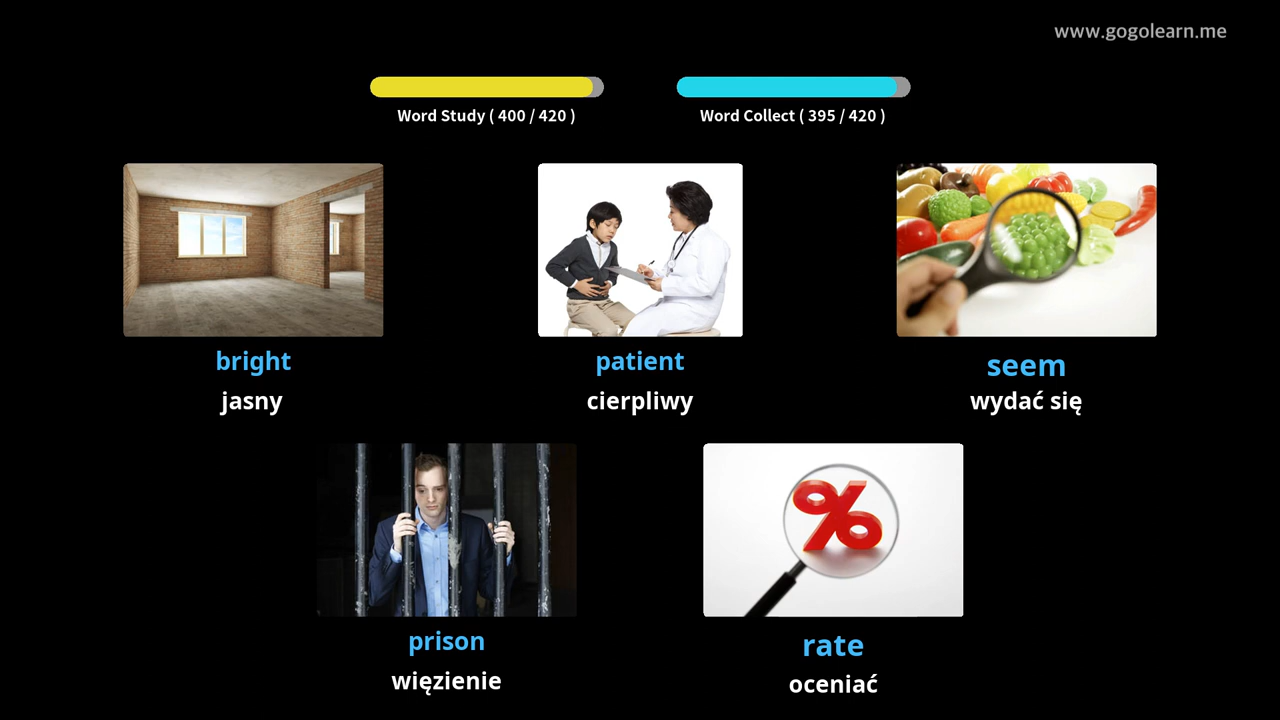 www.gogolearn.me
Word Study ( 400 / 420 )
Word Collect ( 395 / 420 )
bright
jasny
patient
cierpliwy
seem
wydać się
prison
więzienie
%
rate
oceniać